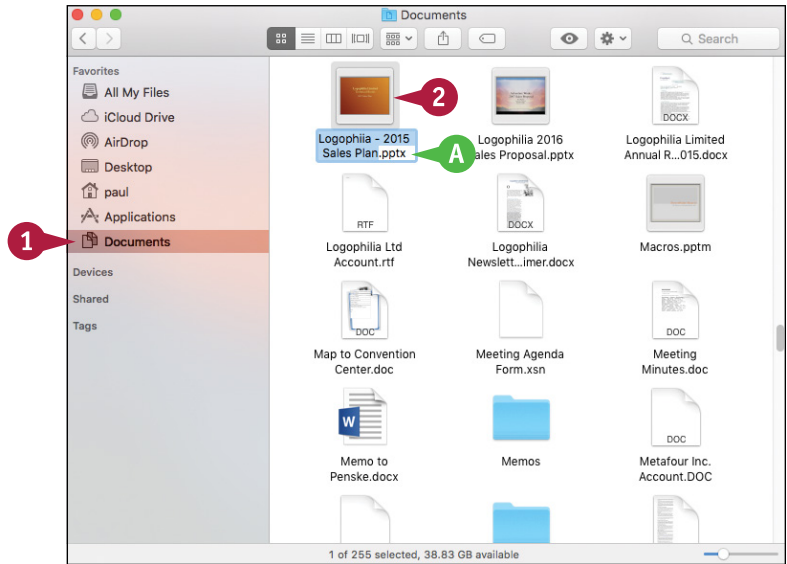 Documents
Search
Favorites
All My Files
iCloud Drive
AirDrop
Desktop
paul
Applications
Documents
Devices
Shared
Tags
1
2
A
Logophiia - 2015
Sales Plan.pptx
Logophilia 2016
ales Proposal.pptx
DOCX
Logophilia Limited
Annual R...015.docx
RTF
Logophilia Ltd
Account.rtf
DOCX
Logophilia
Newslett...imer.docx
Macros.pptm
DOC
Map to Convention
Center.doc
Meeting Agenda
Form.xsn
DOC
Meeting
Minutes.doc
W
Memo to
Penske.docx
Memos
DOC
Metafour Inc.
Account.DOC
1 of 255 selected, 38.83 GB available